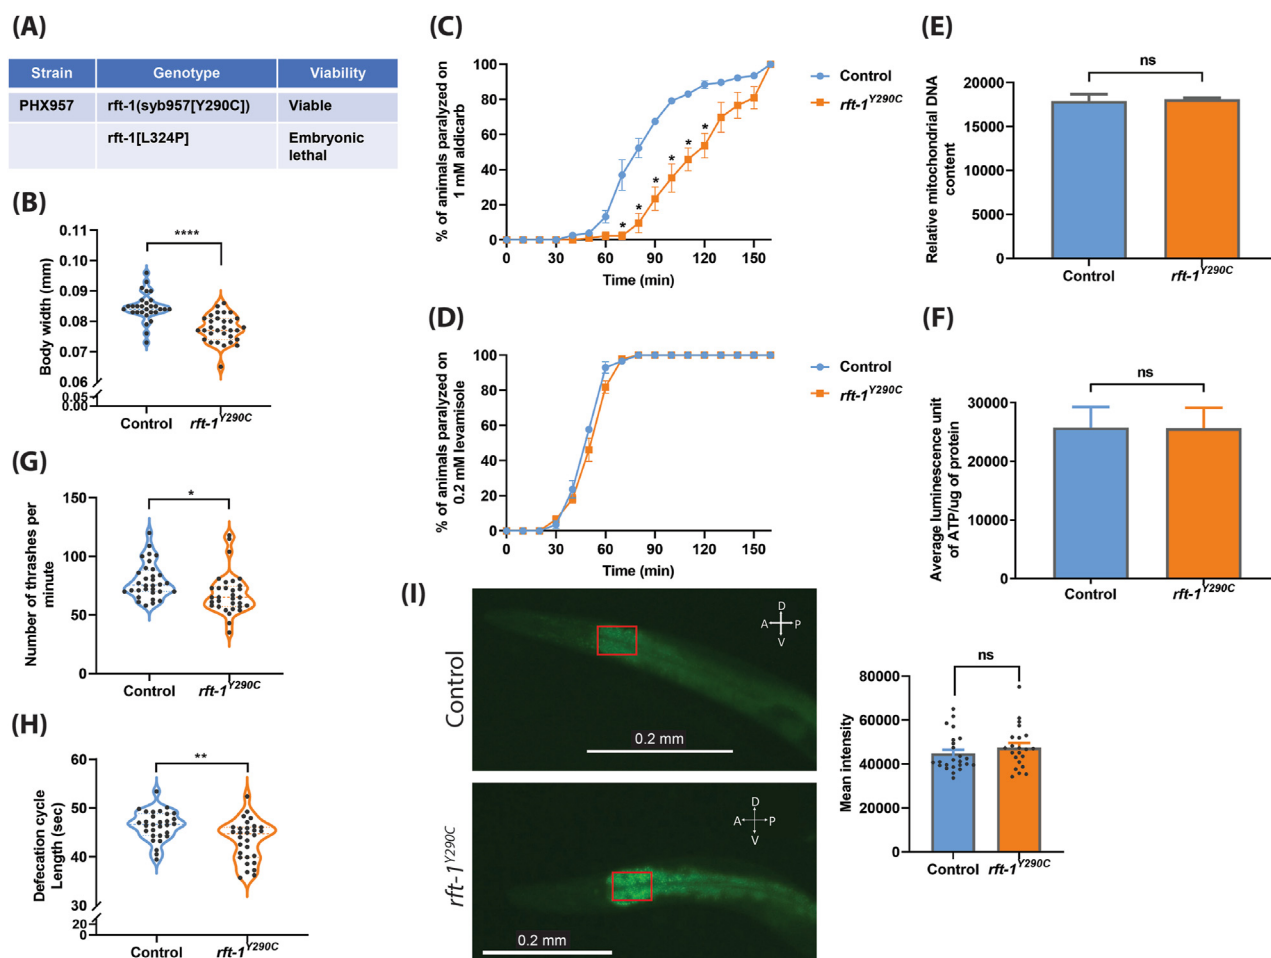 (A)
Strain Genotype Viability
PHX957 rft-1(syb957[Y290C]) Viable
rft-1[L324P] Embryonic
lethal
(B)
Body width (mm)
0.11
0.10
0.09
0.08
0.07
0.06
0.05
0.00
****
Control rft-1Y290C
(C)
% of animals paralyzed on
1 mM aldicarb
100
80
60
40
20
0
* * * * * *
0 30 60 90 120 150
Time (min)
Control
rft-1Y290C
(D)
% of animals paralyzed on
0.2 mM levamisole
100
80
60
40
20
0
0 30 60 90 120 150
Time (min)
Control
rft-1Y290C
(E)
Relative mitochondrial DNA
content
20000
15000
10000
5000
0
ns
Control rft-1Y290C
(F)
Average luminescence unit
of ATP/ug of protein
30000
20000
10000
0
ns
Control rft-1Y290C
(G)
Number of thrashes per
minute
150
100
50
0
*
Control rft-1Y290C
(H)
Defecation cycle
Length (sec)
60
50
40
30
20
0
**
Control rft-1Y290C
(I)
Control
D
A P
V
0.2 mm
rft-1Y290C
D
A P
V
0.2 mm
Mean intensity
80000
60000
40000
20000
0
ns
Control rft-1Y290C